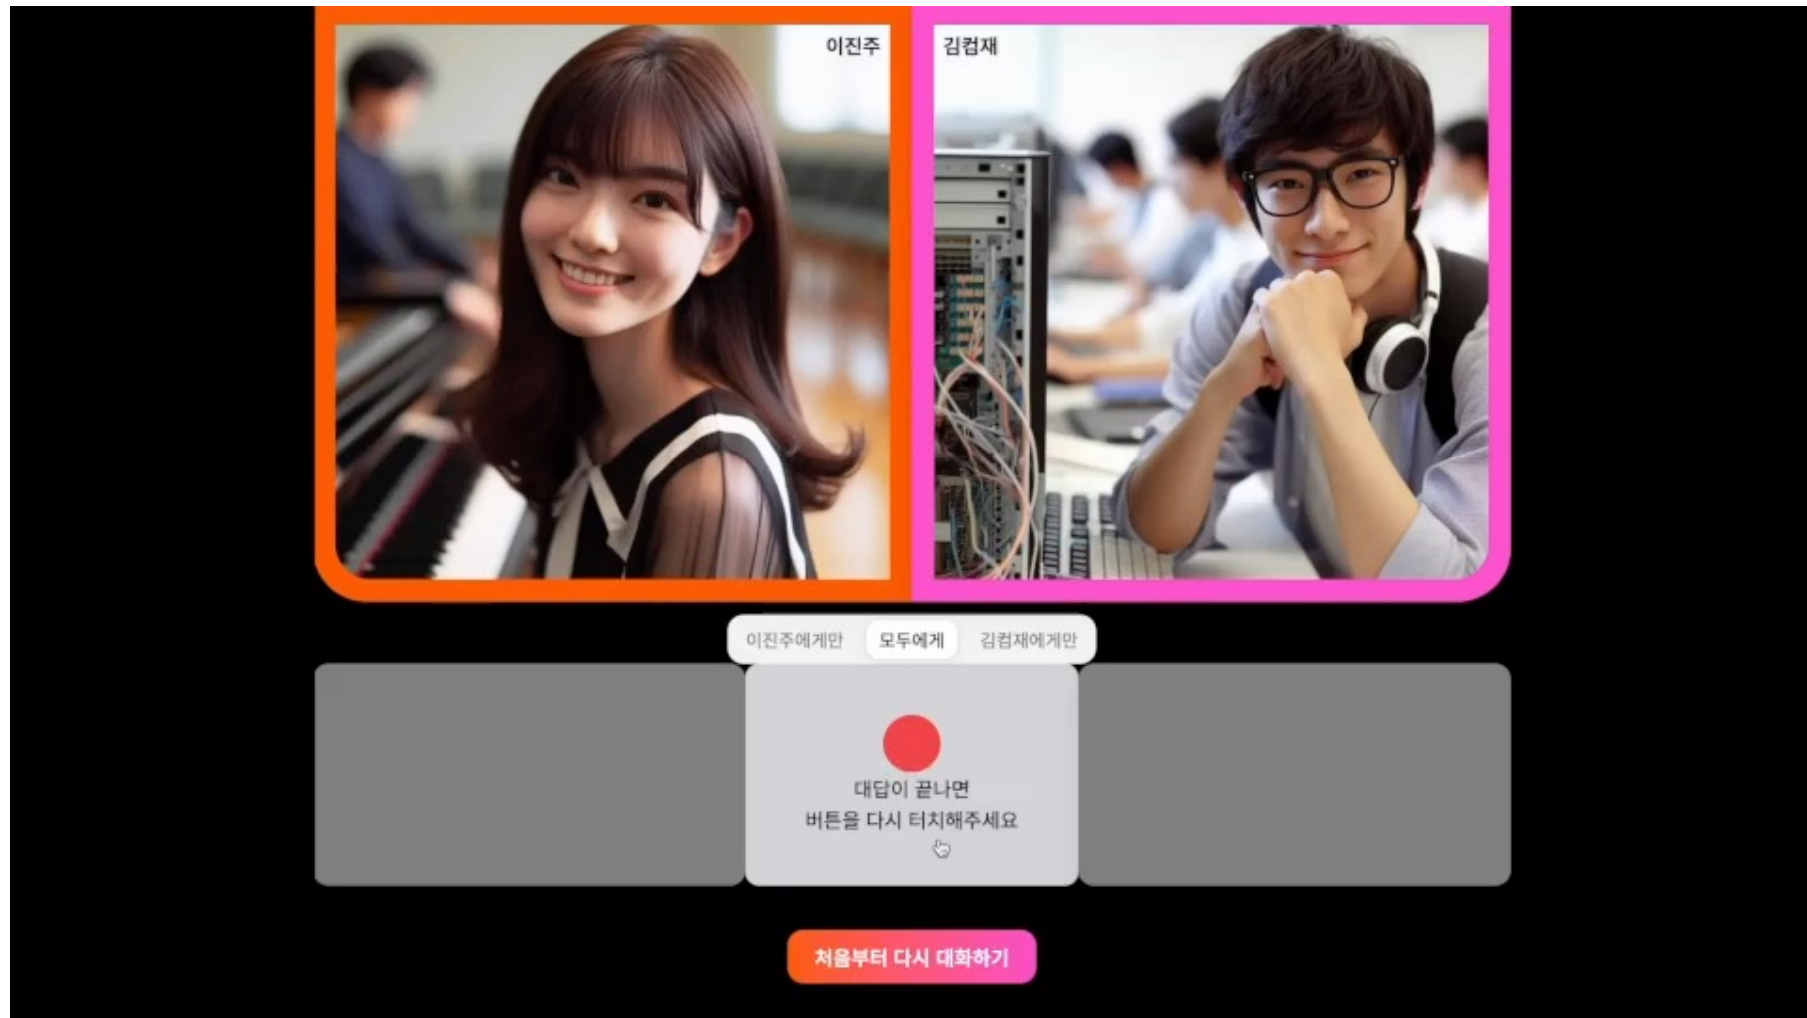 이진주
김컴재
이진주에게만 모두에게 김컴재에게만
대답이 끝나면
버튼을 다시 터치해주세요
처음부터 다시 대화하기